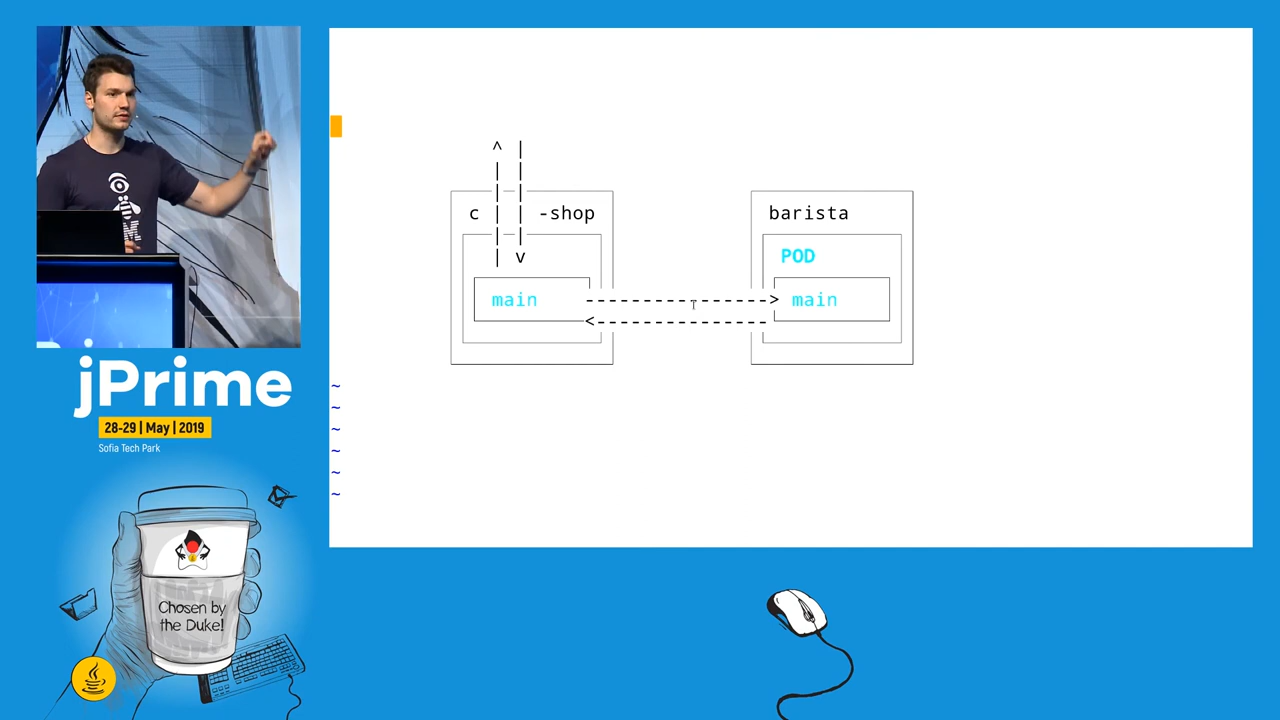 ^ |
| |
| |
c | | -shop
| |
| v
main -----------------> main
<----------------
barista
POD
~
~
~
~
~
~
jPrime
28-29 | May | 2019
Sofia Tech Park
Chosen by
the Duke!